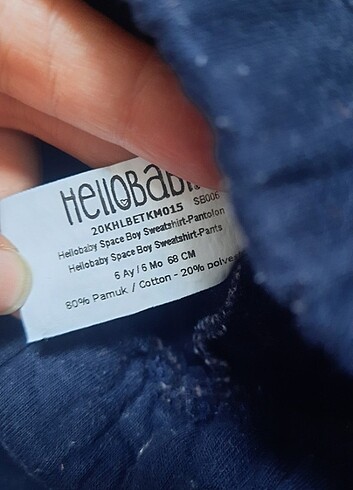 HelloBaby
20KHLBETKM015 SB006
Hellobaby Space Boy Sweatshirt-Pantolon
Hellobaby Space Boy Sweatshirt-Pants
6 Ay / 6 Mo 68 CM
80% Pamuk / Cotton - 20% polye